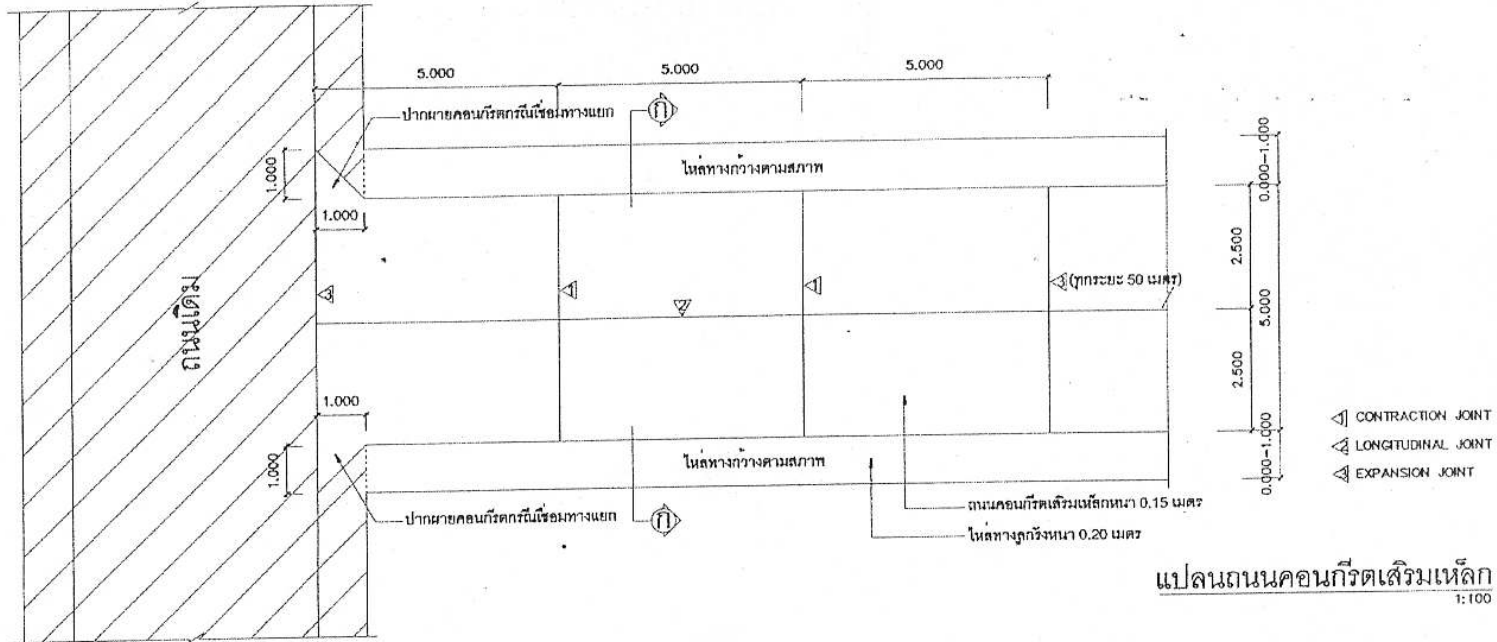 5.000
5.000
5.000
ปากผายคอนกรีตกรณีเชื่อมทางแยก
ก
ไหล่ทางกว้างตามสภาพ
1.000
1.000
0.000-1.000
2.500
5.000
2.500
0.000-1.000
ถนนเดิม
3
1
2
1
3 (ทุกระยะ 50 เมตร)
1.000
1.000
ไหล่ทางกว้างตามสภาพ
ปากผายคอนกรีตกรณีเชื่อมทางแยก
ก
ถนนคอนกรีตเสริมเหล็กหนา 0.15 เมตร
ไหล่ทางลูกรังหนา 0.20 เมตร
1 CONTRACTION JOINT
2 LONGITUDINAL JOINT
3 EXPANSION JOINT
แปลนถนนคอนกรีตเสริมเหล็ก
1:100